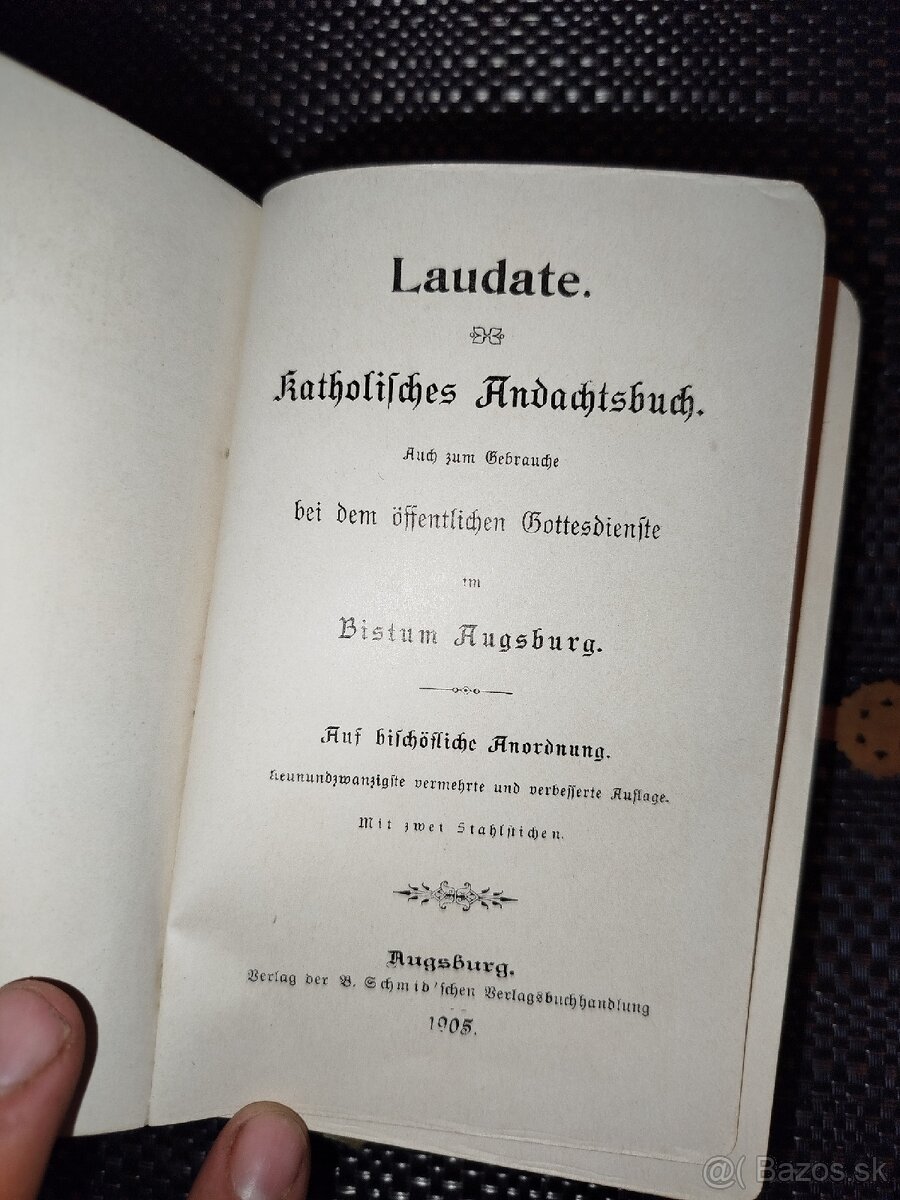 Laudate.
Katholisches Andachtsbuch.
Auch zum Gebrauche
bei dem öffentlichen Gottesdienste
im
Bistum Augsburg.
Auf bischöfliche Anordnung.
Neunundzwanzigste vermehrte und verbesserte Auflage.
Mit zwei Stahlstichen.
Augsburg.
Verlag der B. Schmid'schen Verlagsbuchhandlung
1905.
@( Bazos.sk